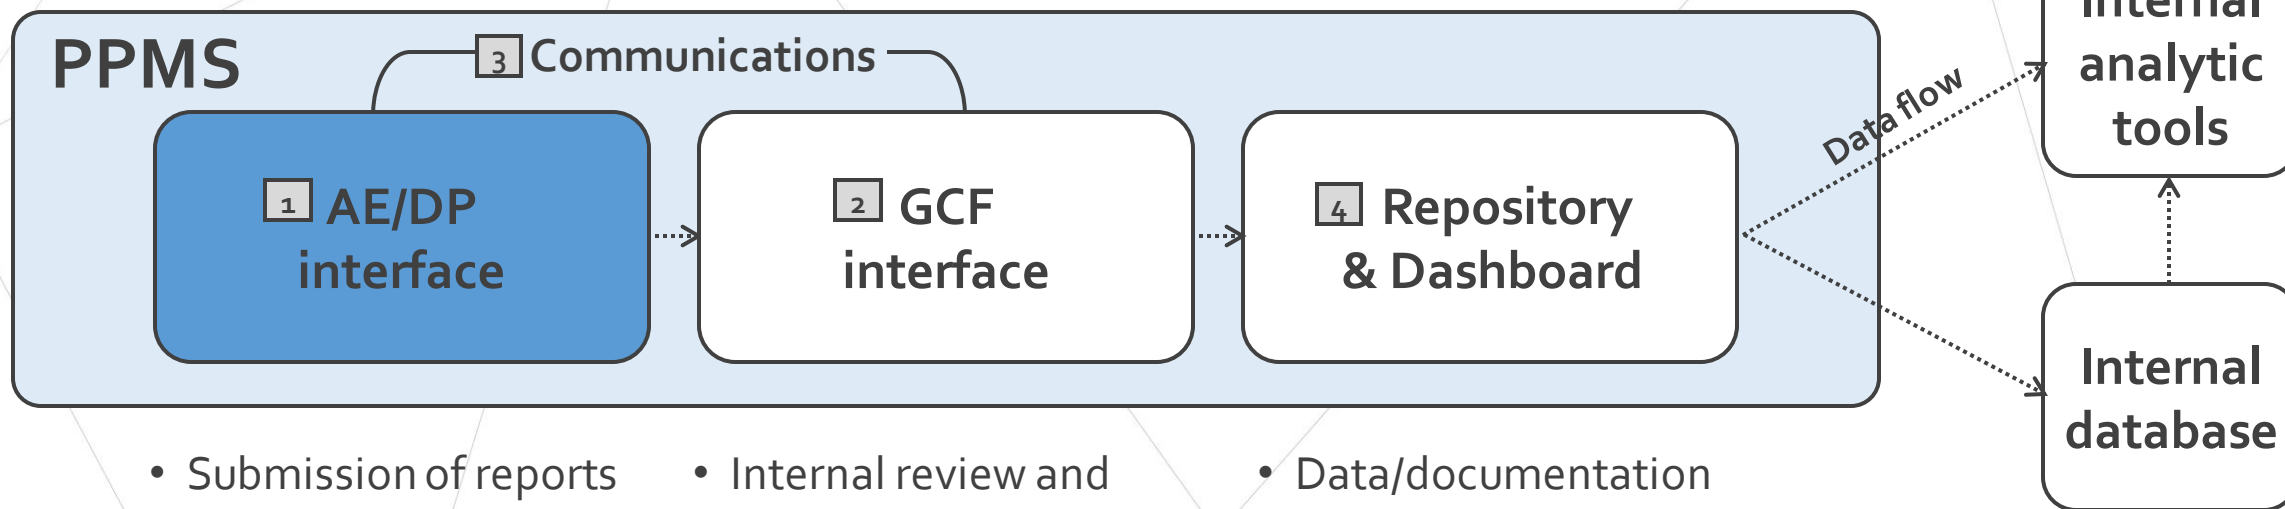 PPMS
3 Communications
1 AE/DP
interface
2 GCF
interface
4 Repository
& Dashboard
Data flow
Internal
analytic
tools
Internal
database
• Submission of reports
• Internal review and
• Data/documentation